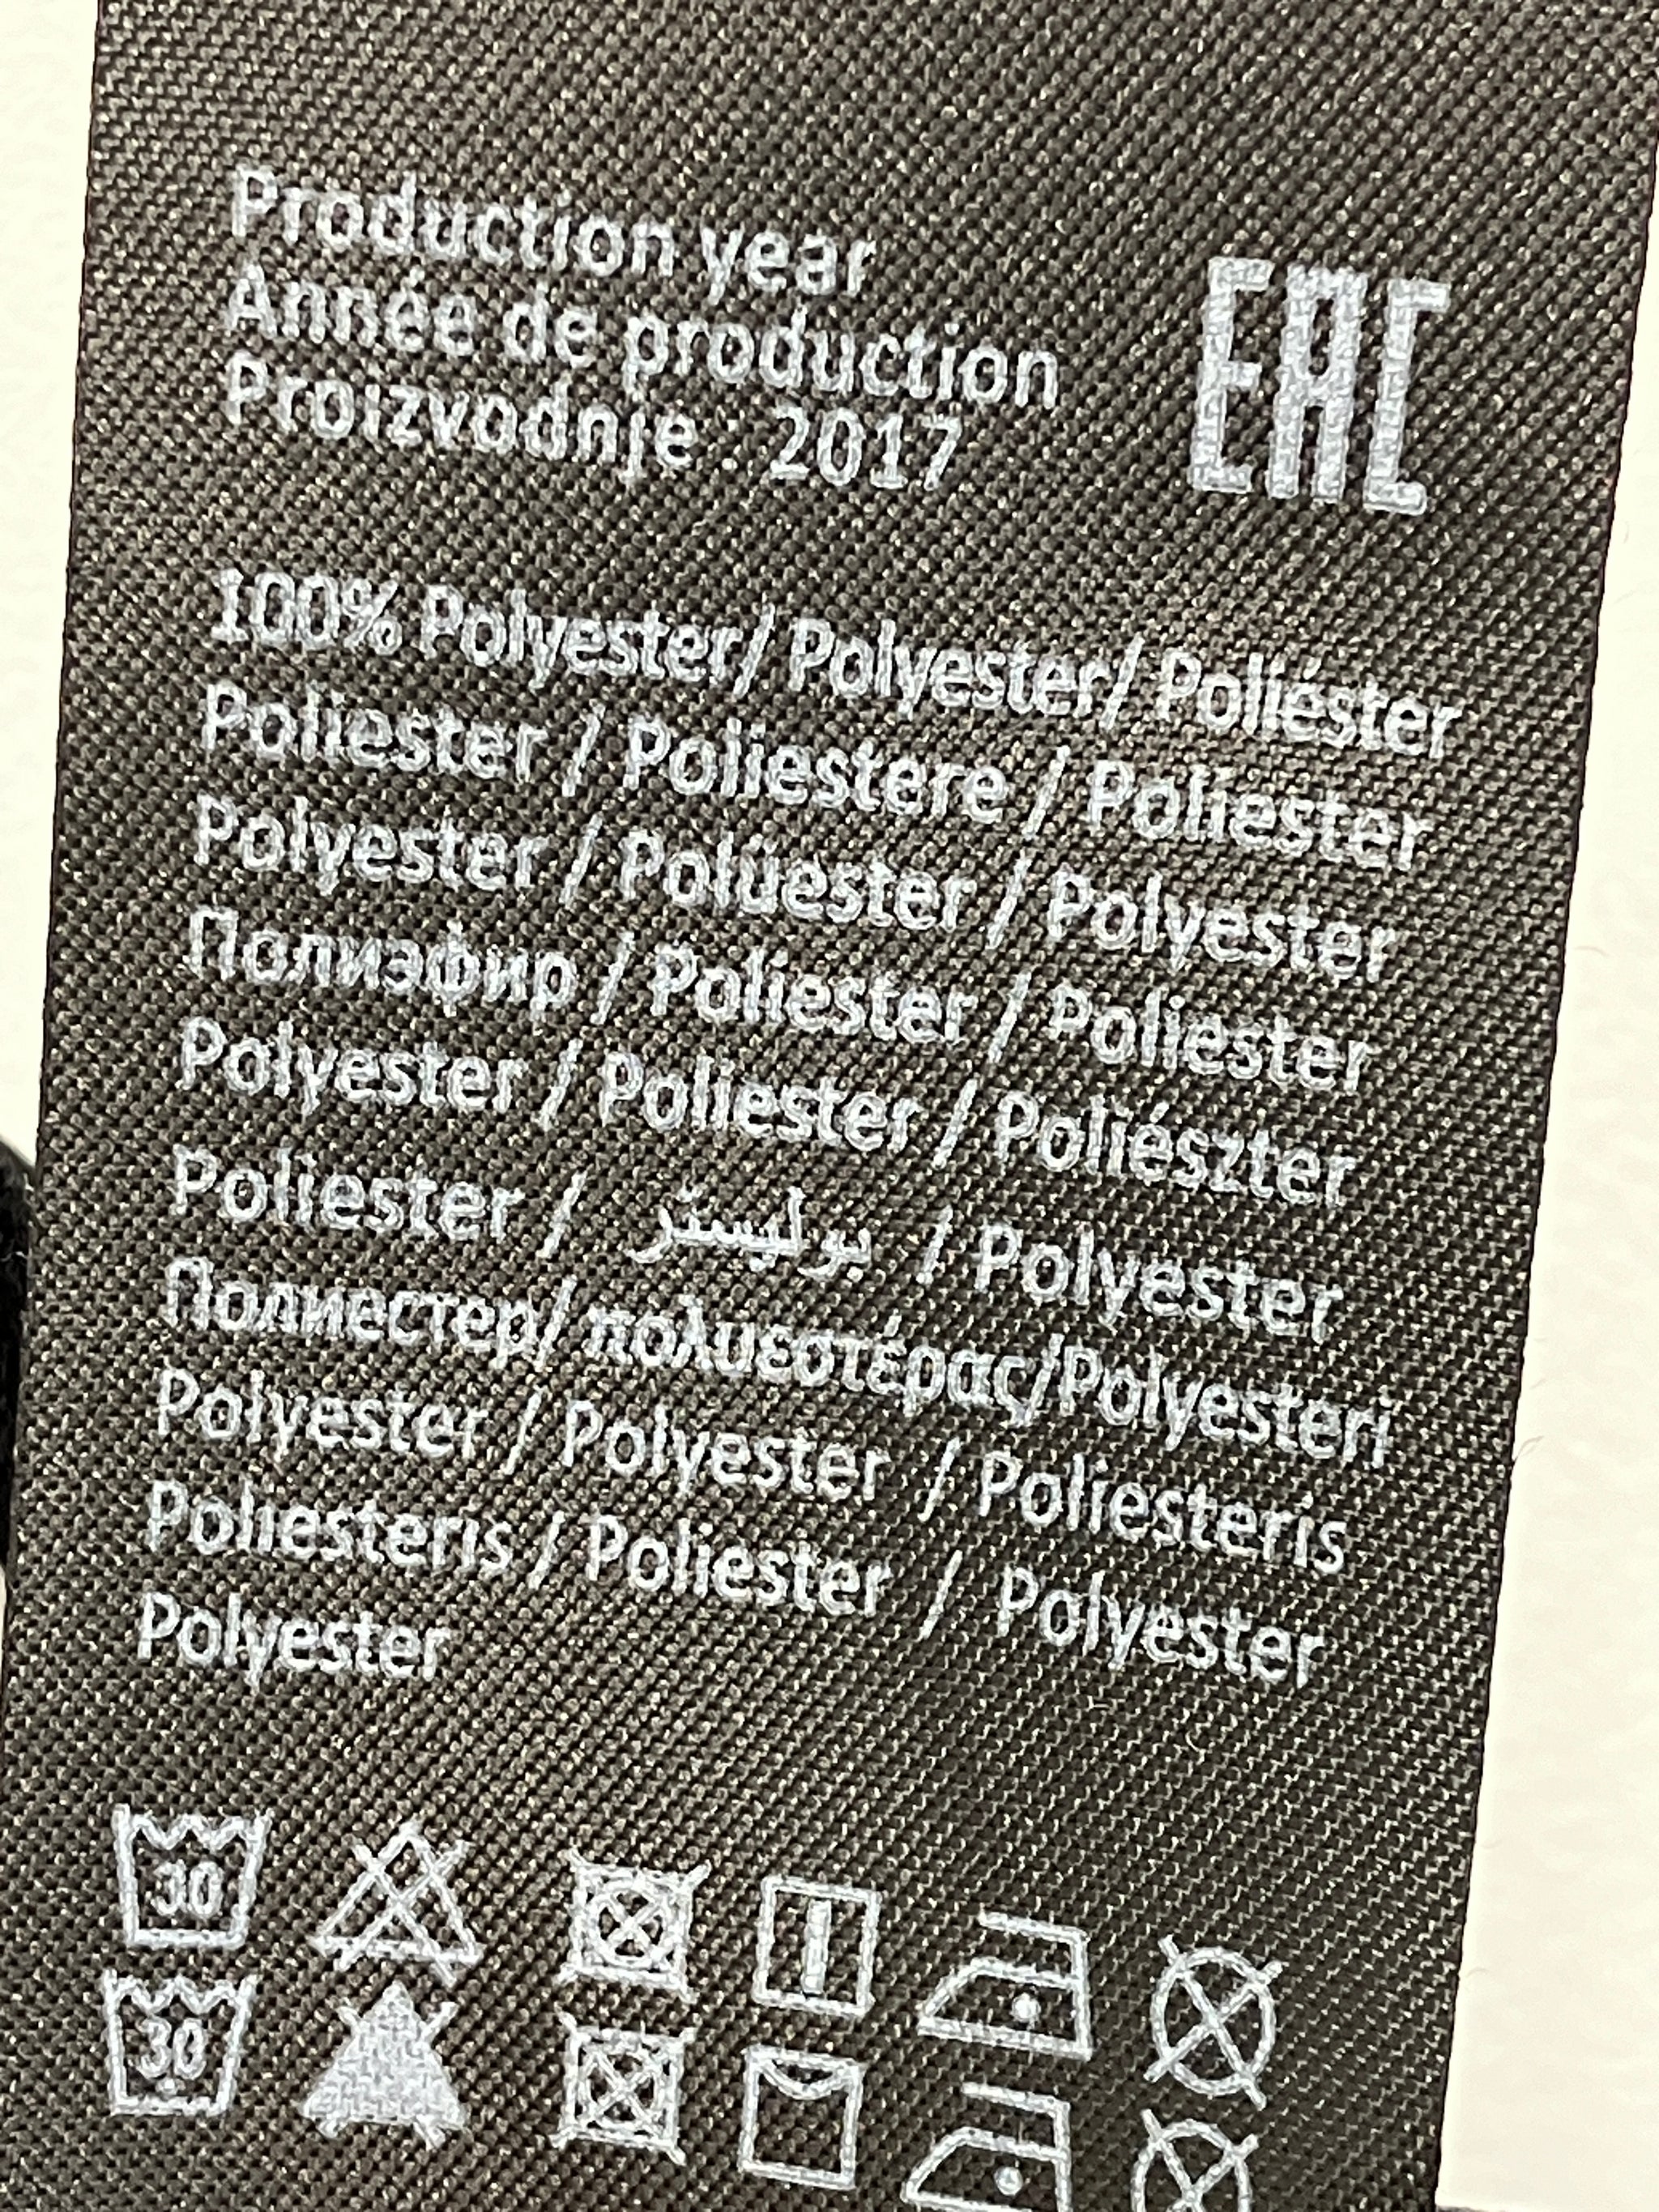 Production year
Année de production
Proizvodnje : 2017
EAC
100% Polyester/ Polyester/ Poliéster
Poliester / Poliestere / Poliester
Polyester / Polüester / Polyester
Полиэфир / Poliester / Poliester
Polyester / Poliester / Poliészter
Poliester / بوليستر / Polyester
Полиестер/ πολυεστέρας/Polyesteri
Polyester / Polyester / Poliesteris
Poliesteris / Poliester / Polyester
Polyester
30
30